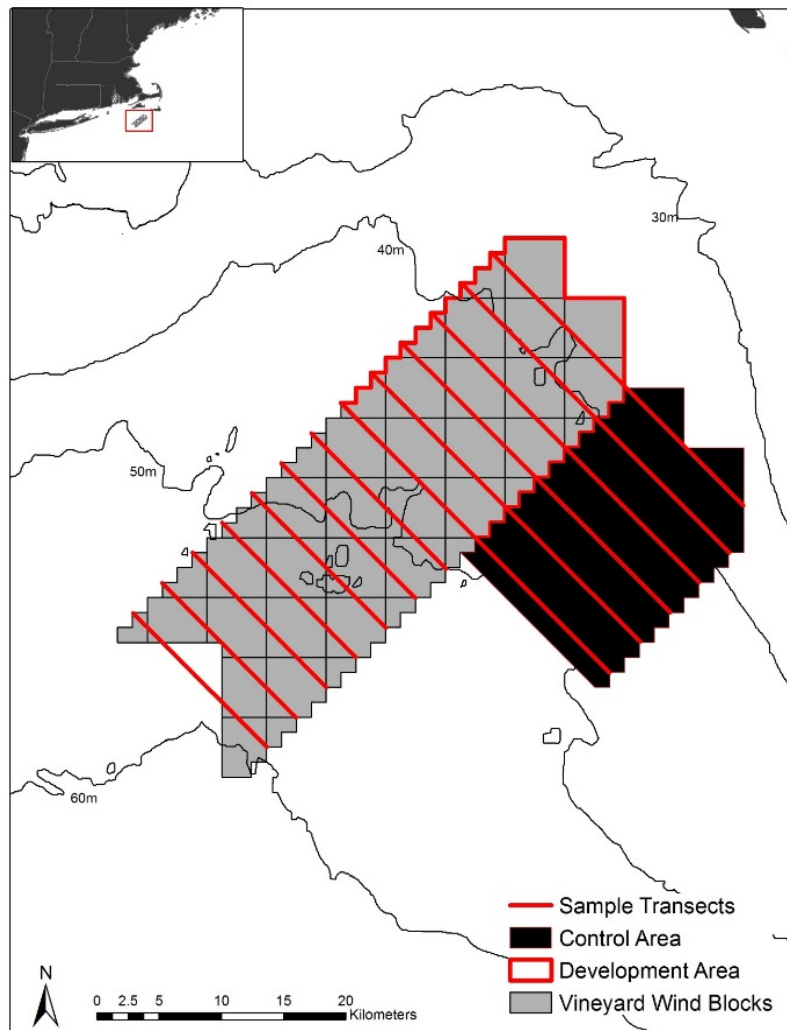 30m
40m
50m
60m
Sample Transects
Control Area
Development Area
Vineyard Wind Blocks
N
0 2.5 5 10 15 20
Kilometers